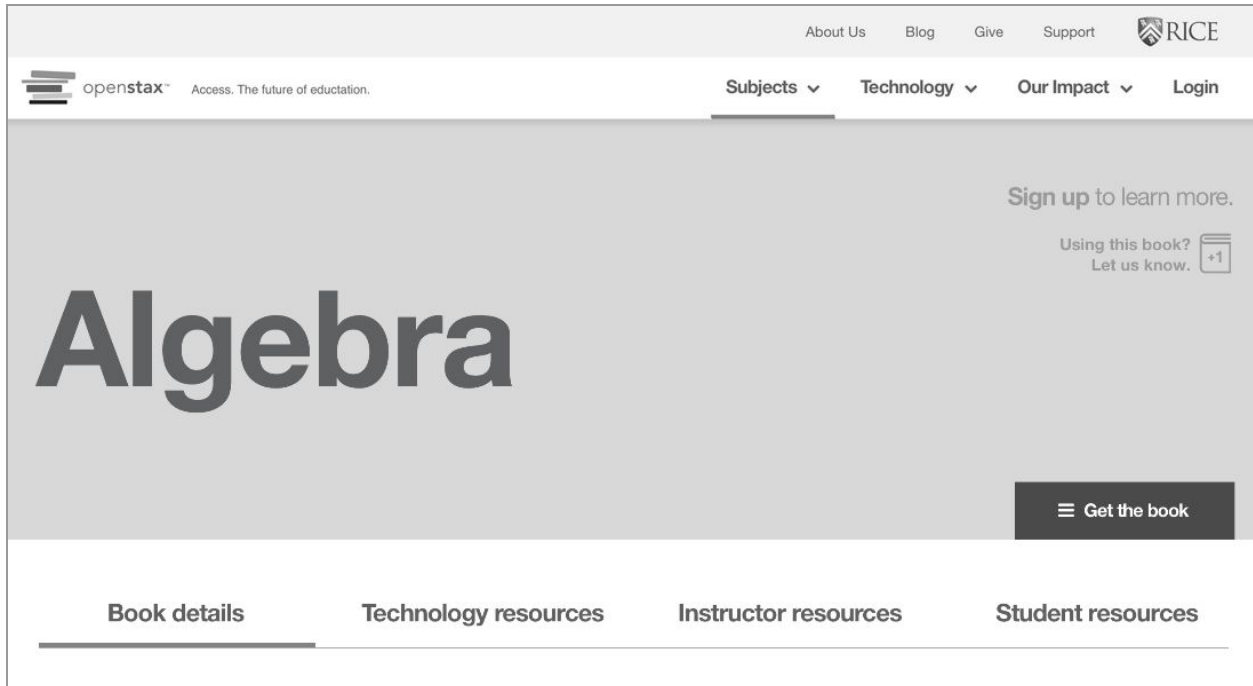 About Us Blog Give Support RICE
openstax™ Access. The future of eductation. Subjects Technology Our Impact Login
Sign up to learn more.
Using this book?
Let us know. +1
Algebra
Get the book
Book details Technology resources Instructor resources Student resources